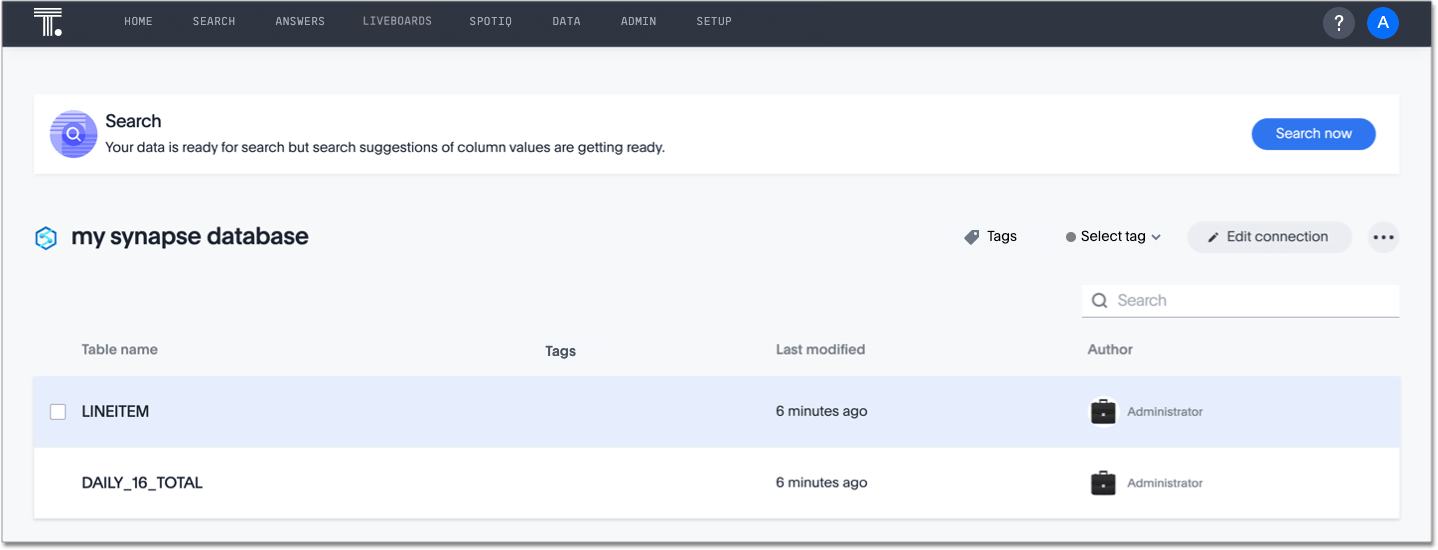 T. HOME SEARCH ANSWERS LIVEBOARDS SPOTIQ DATA ADMIN SETUP ? A
Search
Your data is ready for search but search suggestions of column values are getting ready.
Search now
my synapse database Tags Select tag Edit connection
Search
Table name Tags Last modified Author
LINEITEM 6 minutes ago Administrator
DAILY_16_TOTAL 6 minutes ago Administrator